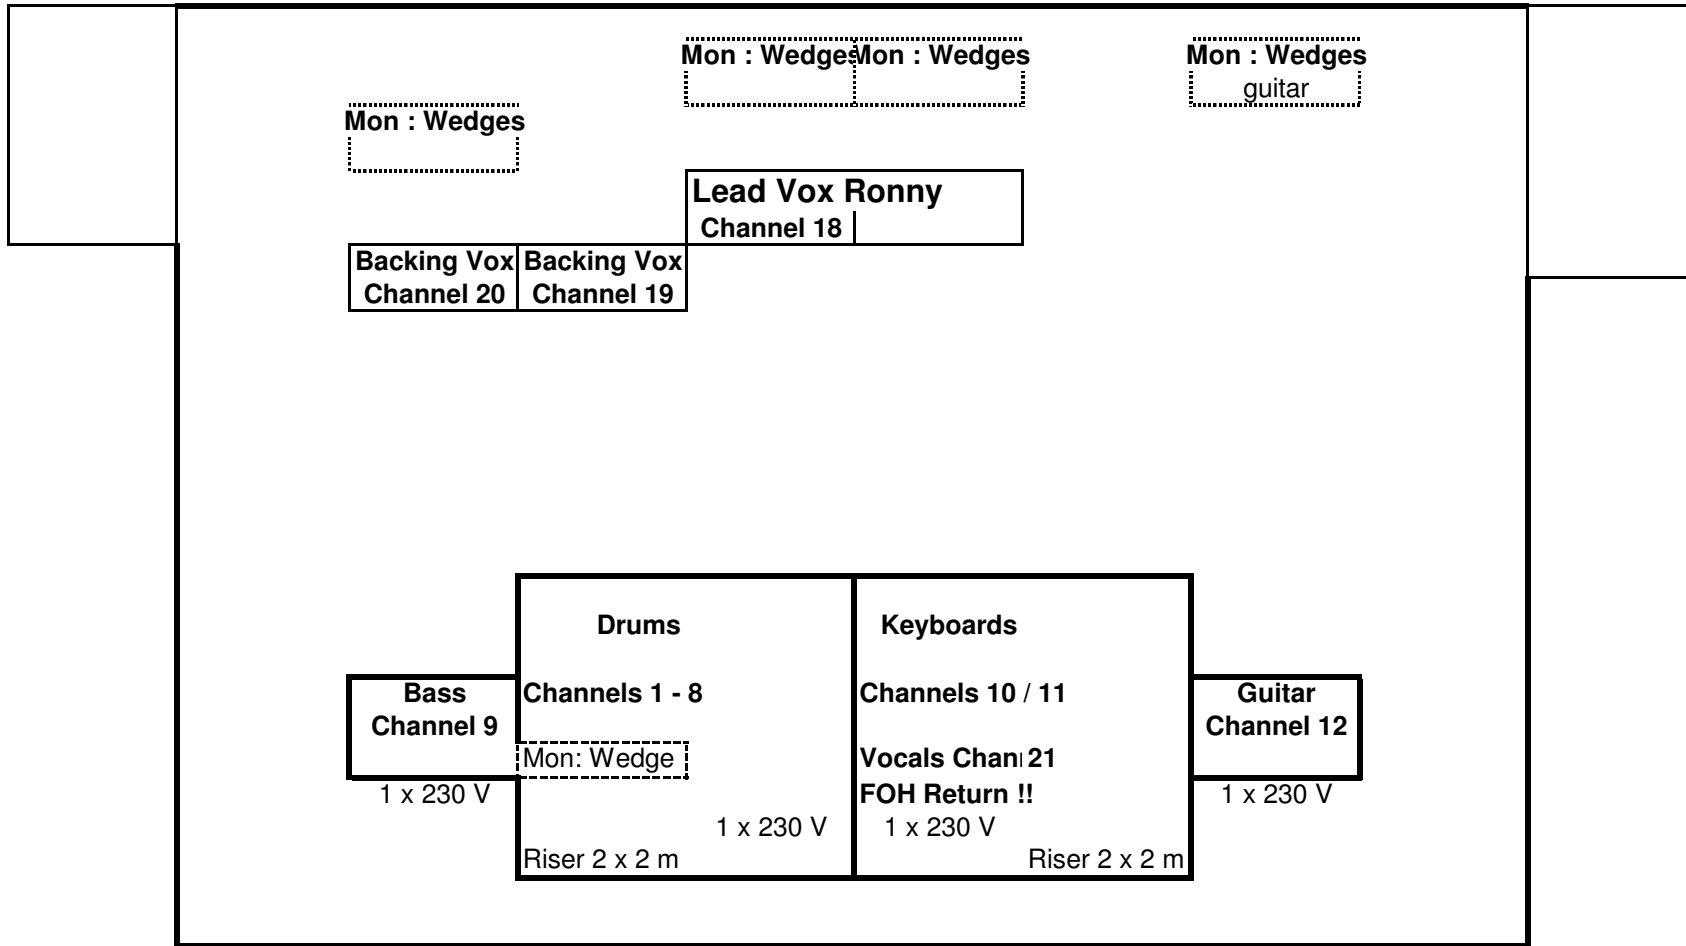 Mon : Wedges Mon : Wedges
Mon : Wedges
guitar
Mon : Wedges
Lead Vox Ronny
Channel 18
Backing Vox
Channel 20
Backing Vox
Channel 19
Drums
Channels 1 - 8
Mon: Wedge
1 x 230 V
Riser 2 x 2 m
Keyboards
Channels 10 / 11
Vocals Chan 21
FOH Return !!
1 x 230 V
Riser 2 x 2 m
Bass
Channel 9
1 x 230 V
Guitar
Channel 12
1 x 230 V